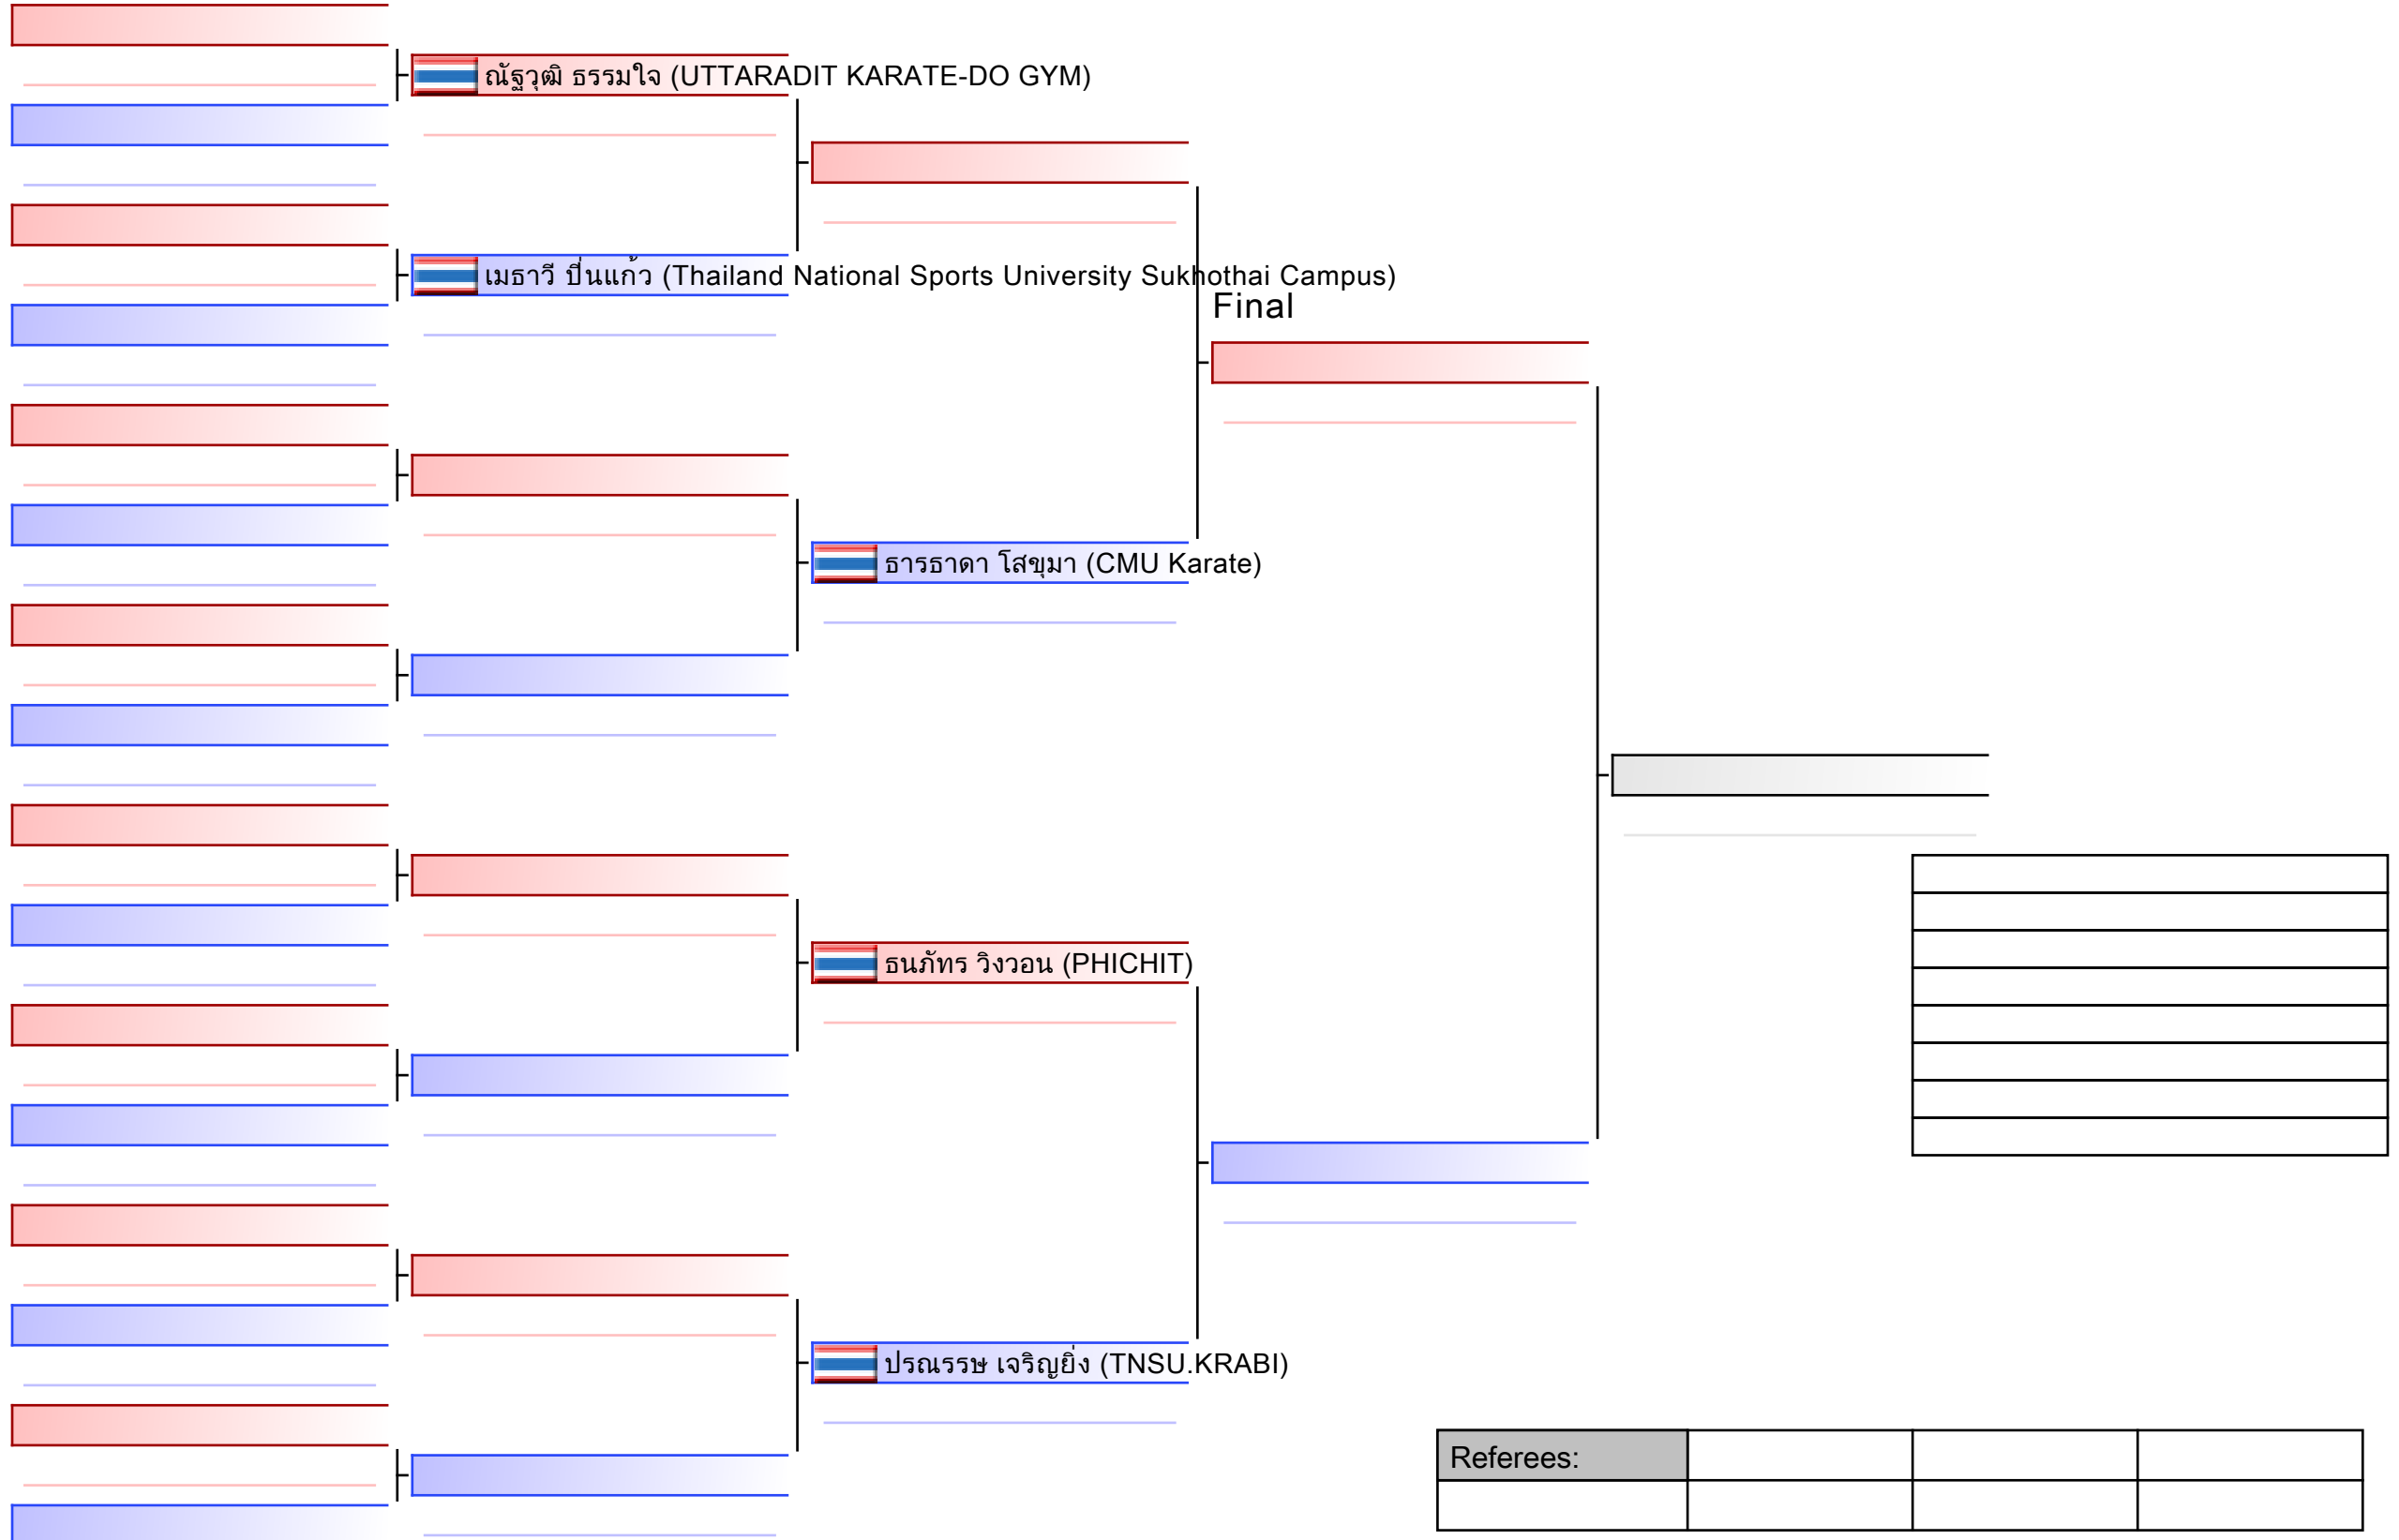 ณัฐวุฒิ ธรรมใจ (UTTARADIT KARATE-DO GYM)
เมธาวี ปิ่นแก้ว (Thailand National Sports University Sukhothai Campus)
Final
ธารธาดา โสขุมา (CMU Karate)
ธนภัทร วิงวอน (PHICHIT)
ปรณรรษ เจริญยิ่ง (TNSU.KRABI)
Referees: